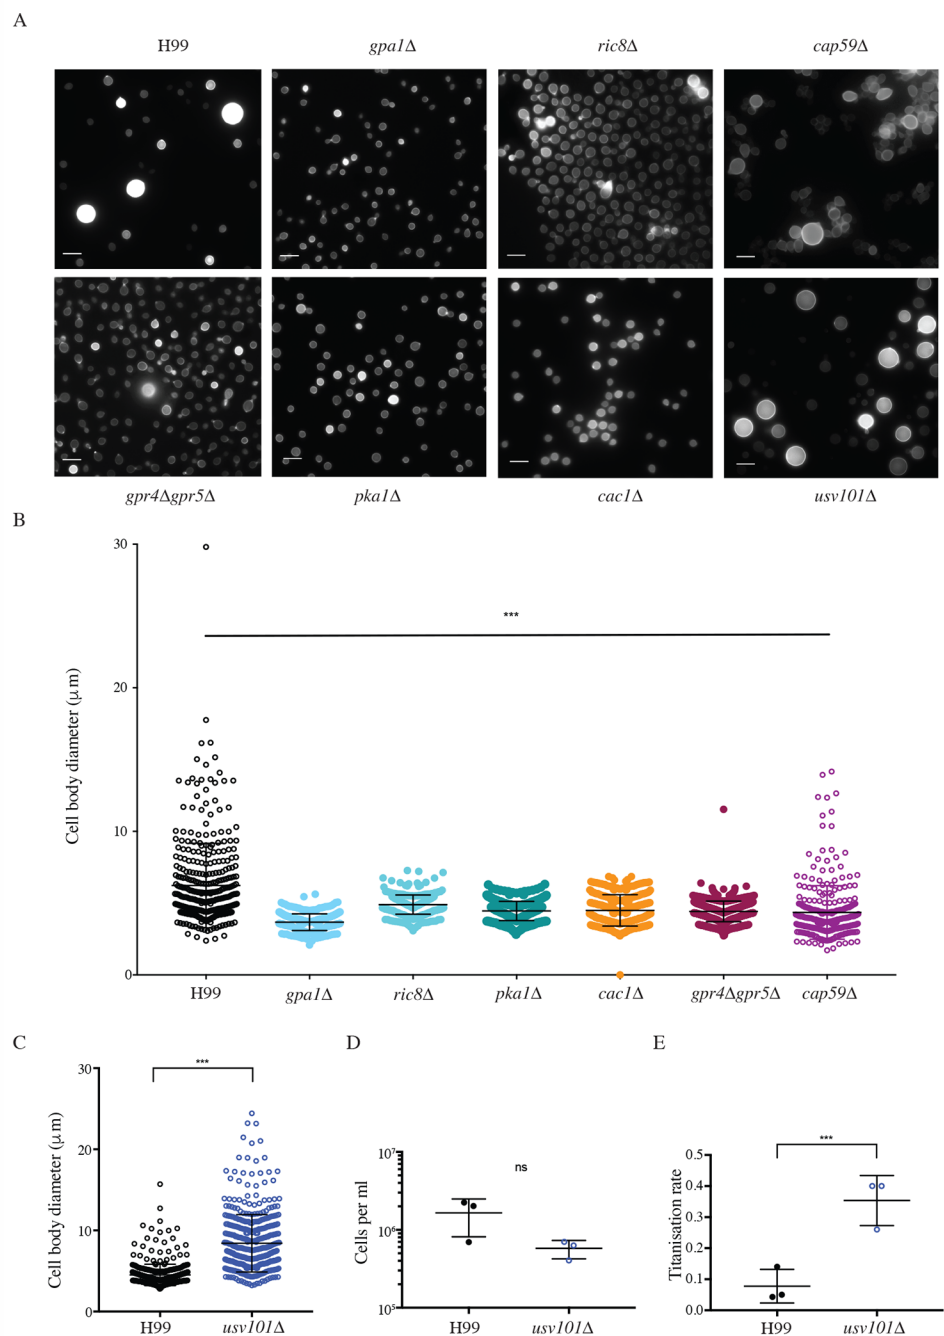 A
H99 gpa1Δ ric8Δ cap59Δ
gpr4Δgpr5Δ pka1Δ cac1Δ usv101Δ
B
30
20
10
0
Cell body diameter (μm)
***
H99 gpa1Δ ric8Δ pka1Δ cac1Δ gpr4Δgpr5Δ cap59Δ
C
30
20
10
0
Cell body diameter (μm)
***
H99 usv101Δ
D
10⁷
10⁶
10⁵
Cells per ml
ns
H99 usv101Δ
E
0.5
0.4
0.3
0.2
0.1
0.0
Titanisation rate
***
H99 usv101Δ